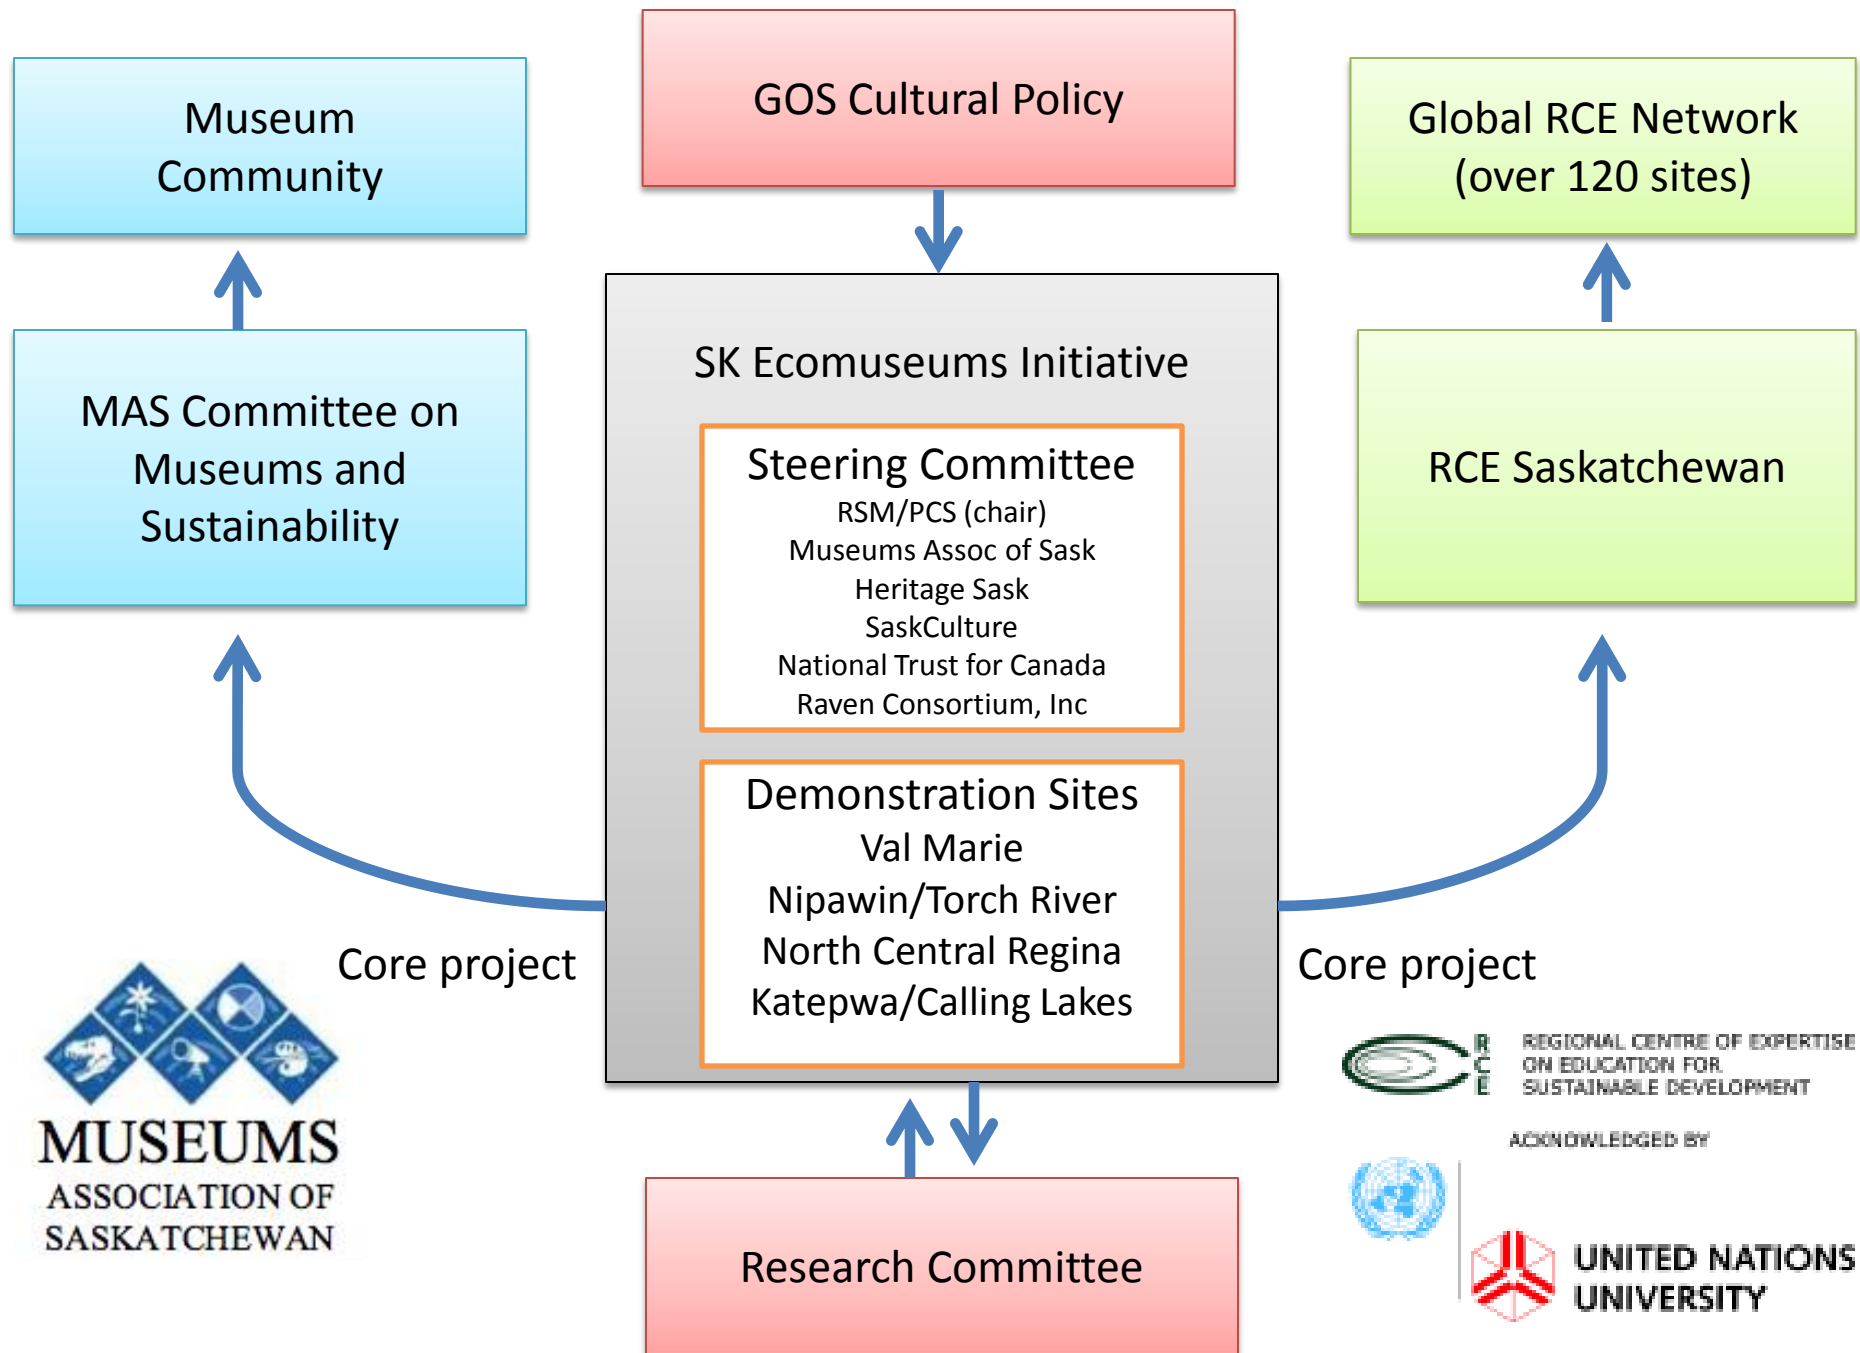 Museum
Community
GOS Cultural Policy
Global RCE Network
(over 120 sites)
MAS Committee on
Museums and
Sustainability
SK Ecomuseums Initiative
Steering Committee
RSM/PCS (chair)
Museums Assoc of Sask
Heritage Sask
SaskCulture
National Trust for Canada
Raven Consortium, Inc
RCE Saskatchewan
Demonstration Sites
Val Marie
Nipawin/Torch River
North Central Regina
Katepwa/Calling Lakes
Core project
Core project
MUSEUMS
ASSOCIATION OF
SASKATCHEWAN
RCE
REGIONAL CENTRE OF EXPERTISE
ON EDUCATION FOR
SUSTAINABLE DEVELOPMENT
ACKNOWLEDGED BY
UNITED NATIONS
UNIVERSITY
Research Committee